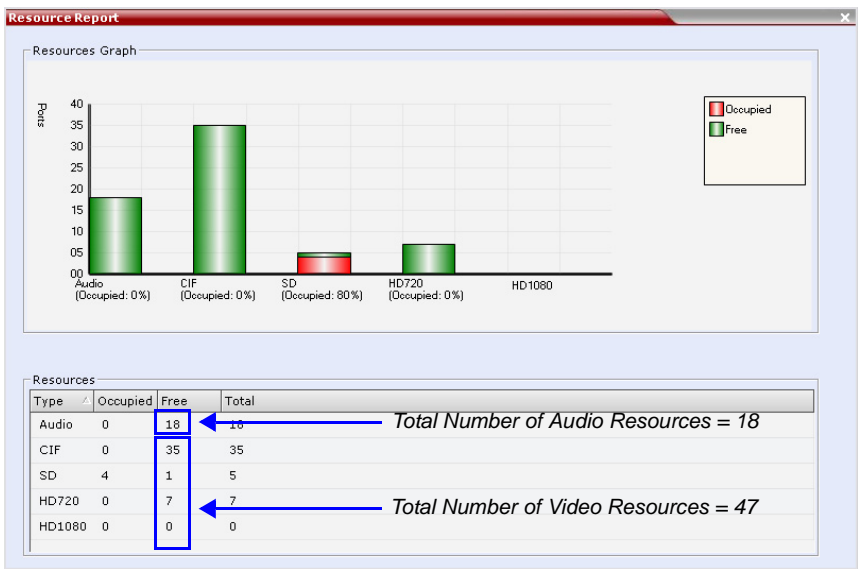 Resource Report x
Resources Graph
Ports
40
35
30
25
20
15
10
05
00
Occupied
Free
Audio CIF SD HD720 HD1080
(Occupied: 0%) (Occupied: 0%) (Occupied: 80%) (Occupied: 0%)
Resources
Type Occupied Free Total
Audio 0 18 18 Total Number of Audio Resources = 18
CIF 0 35 35
SD 4 1 5
HD720 0 7 7 Total Number of Video Resources = 47
HD1080 0 0 0